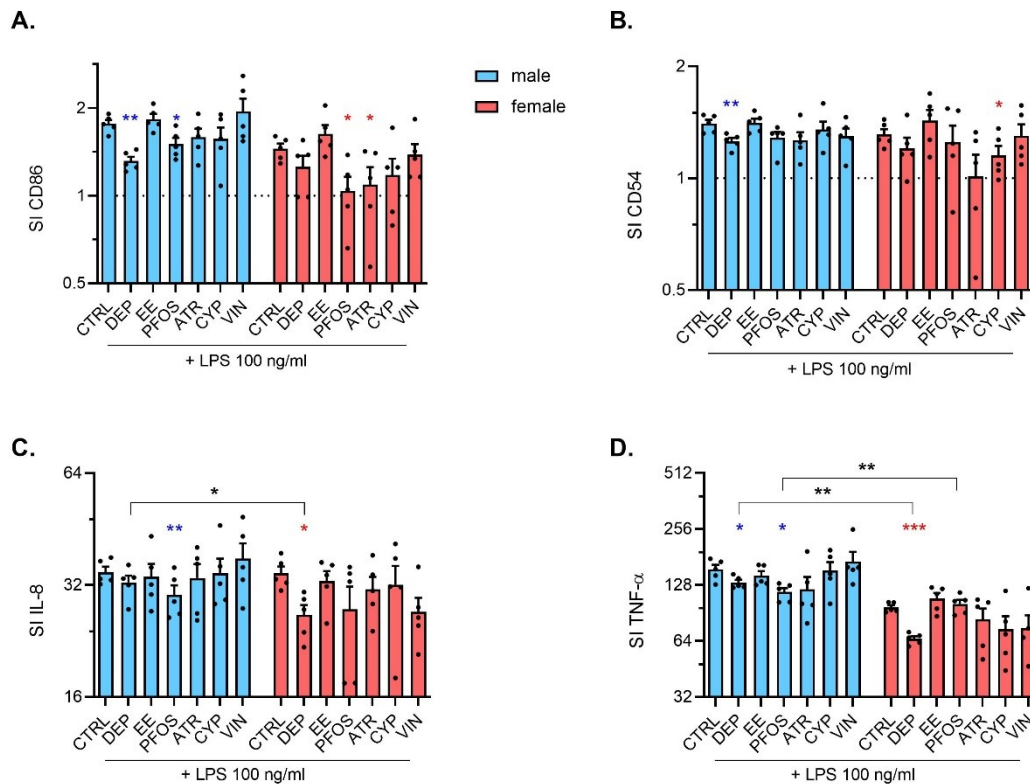 A.
B.
SI CD86
2
1
0.5
**
*
*
*
male
female
CTRL DEP EE PFOS ATR CYP VIN CTRL DEP EE PFOS ATR CYP VIN
+ LPS 100 ng/ml
SI CD54
2
1
0.5
**
*
CTRL DEP EE PFOS ATR CYP VIN CTRL DEP EE PFOS ATR CYP VIN
+ LPS 100 ng/ml
C.
D.
SI IL-8
64
32
16
*
**
*
CTRL DEP EE PFOS ATR CYP VIN CTRL DEP EE PFOS ATR CYP VIN
+ LPS 100 ng/ml
SI TNF-α
512
256
128
64
32
**
**
*
*
***
CTRL DEP EE PFOS ATR CYP VIN CTRL DEP EE PFOS ATR CYP VIN
+ LPS 100 ng/ml